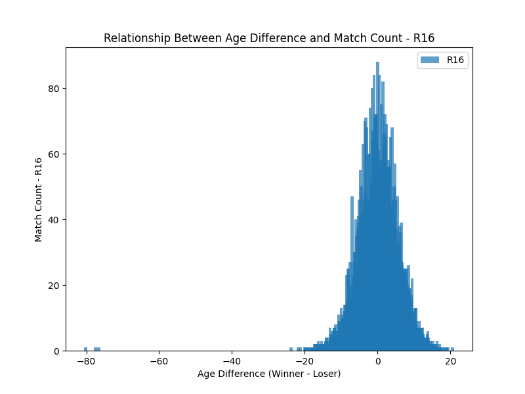 Relationship Between Age Difference and Match Count - R16
R16
Match Count - R16
80
60
40
20
0
−80
−60
−40
−20
0
20
Age Difference (Winner - Loser)